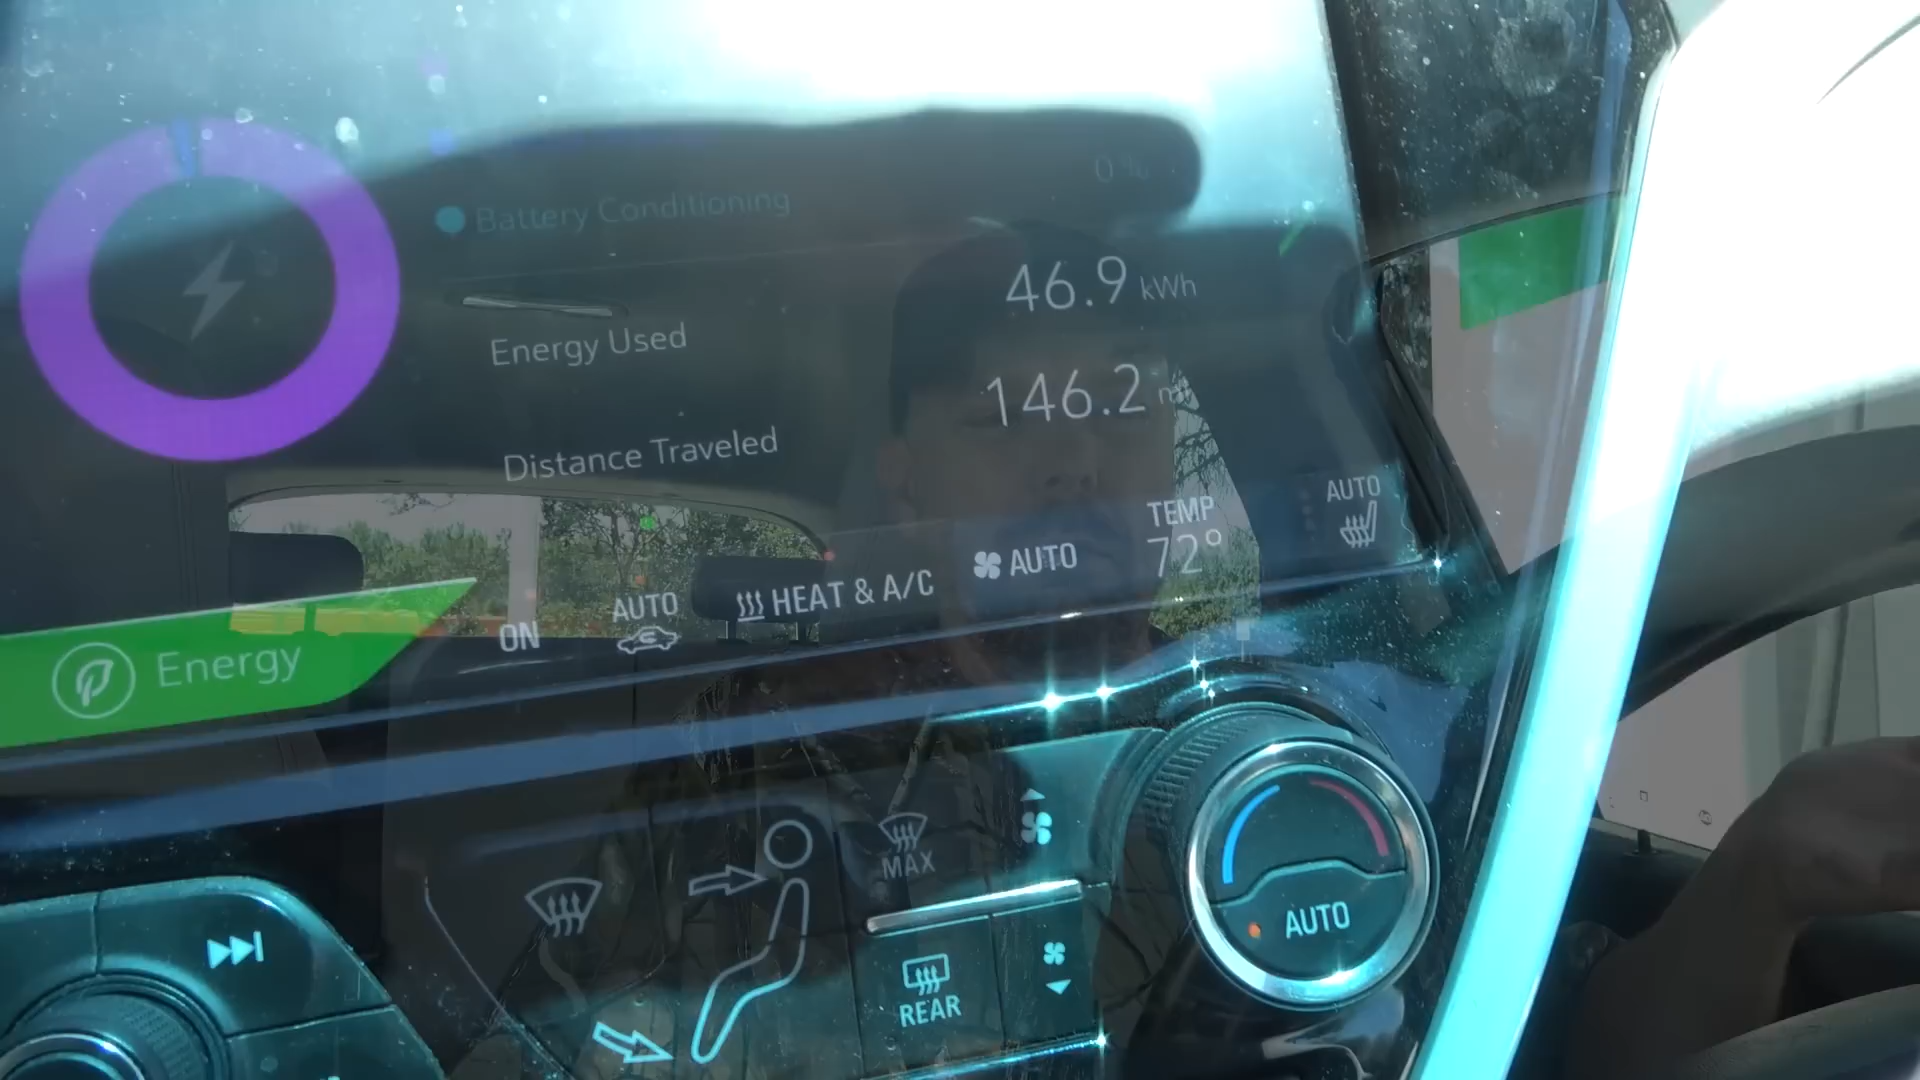 0 %
Battery Conditioning
46.9 kWh
Energy Used
146.2
Distance Traveled
Energy
ON
AUTO
HEAT & A/C
AUTO
TEMP
72°
AUTO
MAX
REAR
AUTO